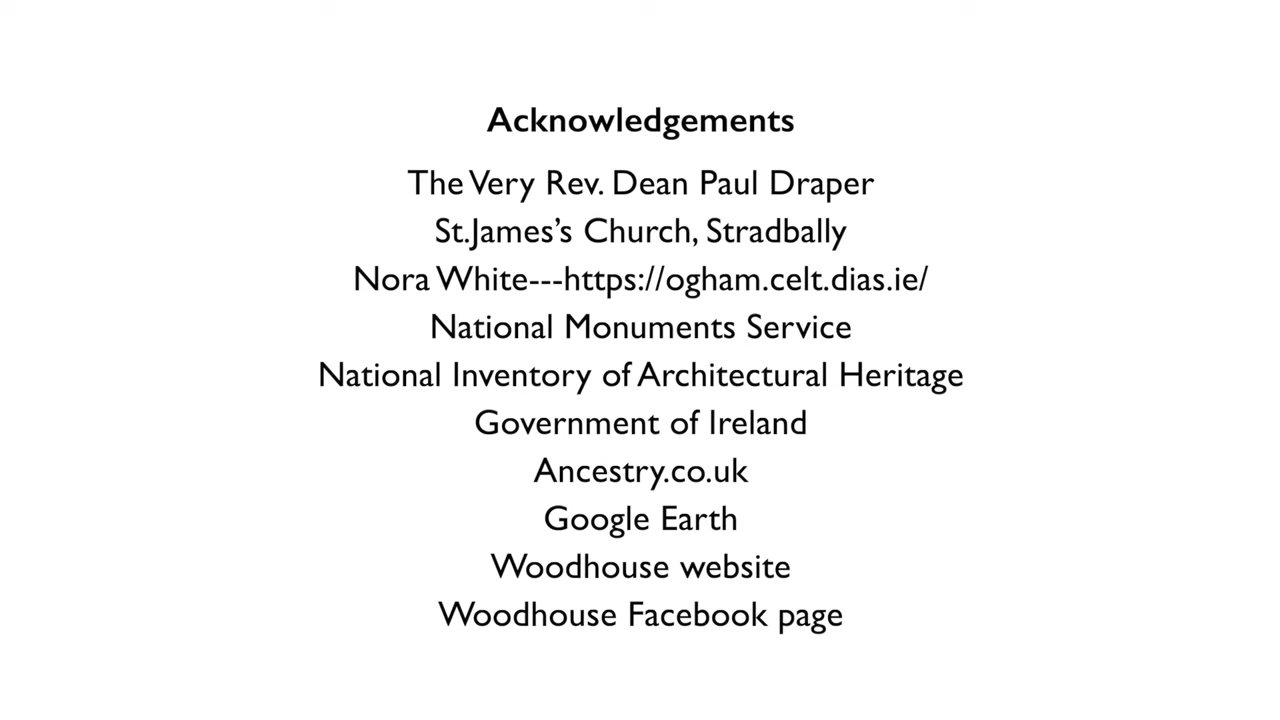 Acknowledgements
The Very Rev. Dean Paul Draper
St.James's Church, Stradbally
Nora White---https://ogham.celt.dias.ie/
National Monuments Service
National Inventory of Architectural Heritage
Government of Ireland
Ancestry.co.uk
Google Earth
Woodhouse website
Woodhouse Facebook page